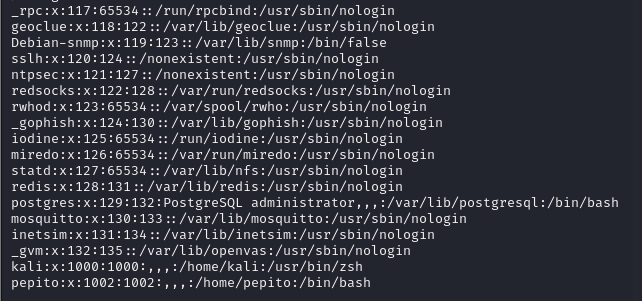 _rpc:x:117:65534::/run/rpcbind:/usr/sbin/nologin
geoclue:x:118:122::/var/lib/geoclue:/usr/sbin/nologin
Debian-snmp:x:119:123::/var/lib/snmp:/bin/false
sslh:x:120:124::/nonexistent:/usr/sbin/nologin
ntpsec:x:121:127::/nonexistent:/usr/sbin/nologin
redsocks:x:122:128::/var/run/redsocks:/usr/sbin/nologin
rwhod:x:123:65534::/var/spool/rwho:/usr/sbin/nologin
_gophish:x:124:130::/var/lib/gophish:/usr/sbin/nologin
iodine:x:125:65534::/run/iodine:/usr/sbin/nologin
miredo:x:126:65534::/var/run/miredo:/usr/sbin/nologin
statd:x:127:65534::/var/lib/nfs:/usr/sbin/nologin
redis:x:128:131::/var/lib/redis:/usr/sbin/nologin
postgres:x:129:132:PostgreSQL administrator,,,:/var/lib/postgresql:/bin/bash
mosquitto:x:130:133::/var/lib/mosquitto:/usr/sbin/nologin
inetsim:x:131:134::/var/lib/inetsim:/usr/sbin/nologin
_gvm:x:132:135::/var/lib/openvas:/usr/sbin/nologin
kali:x:1000:1000:,,,:/home/kali:/usr/bin/zsh
pepito:x:1002:1002:,,,:/home/pepito:/bin/bash